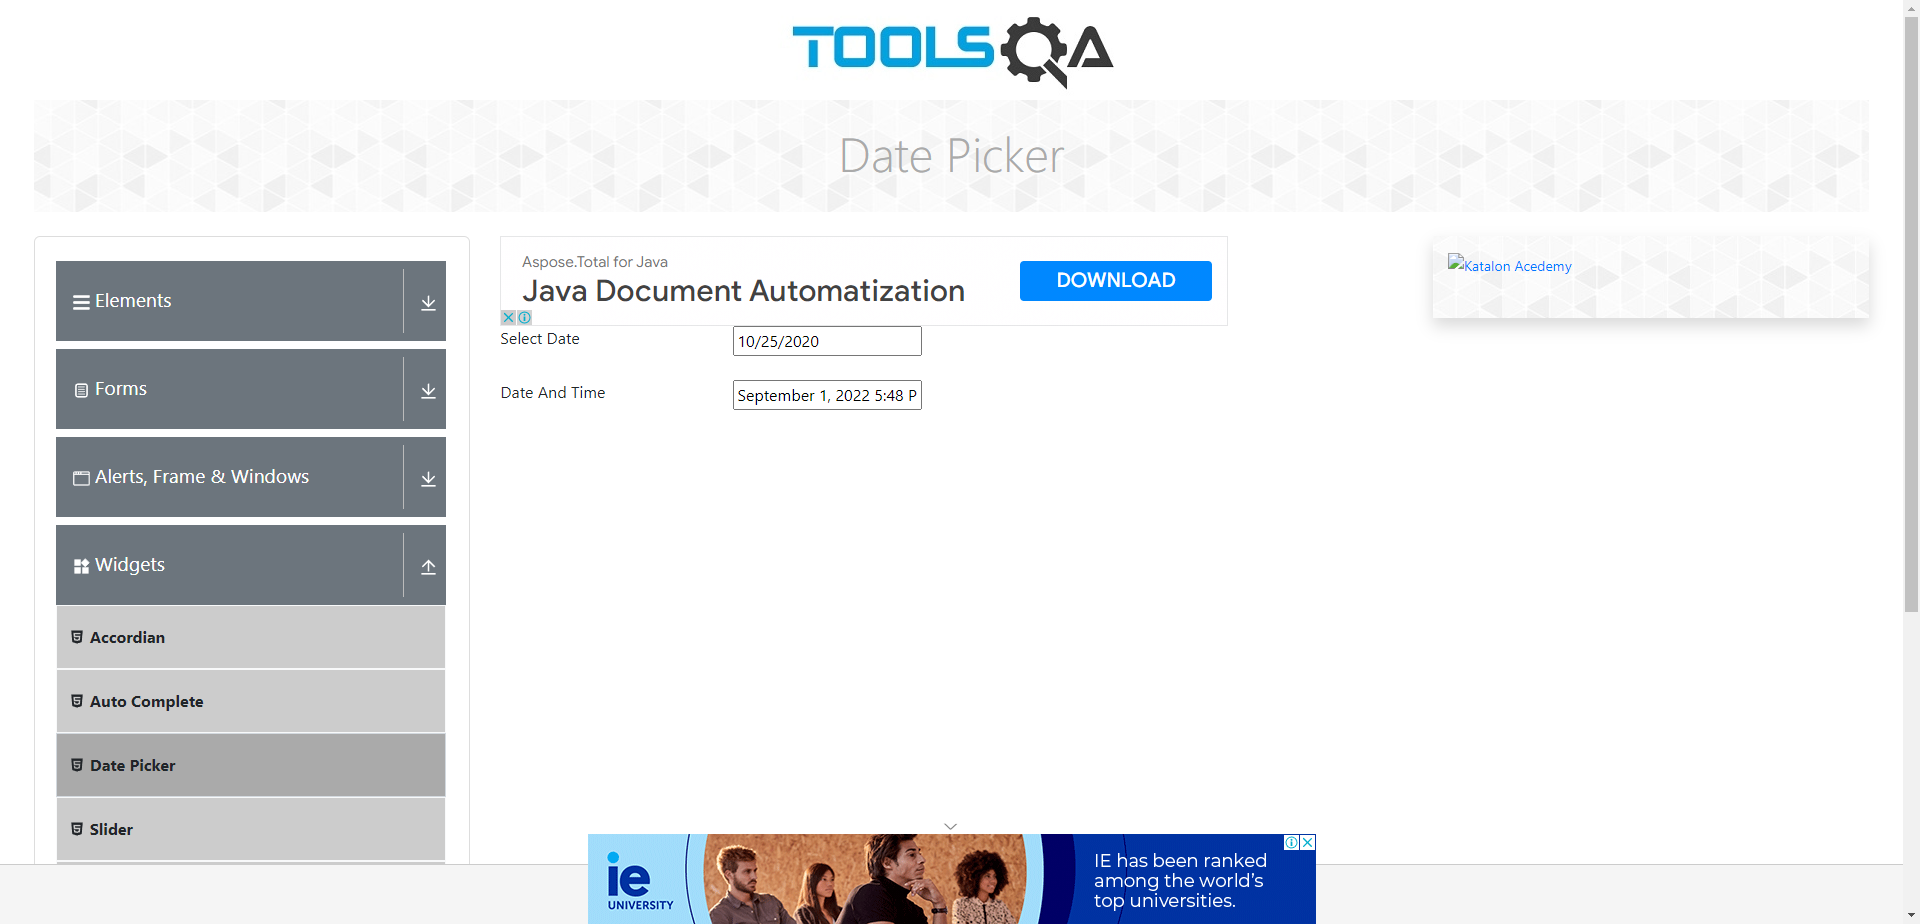 TOOLSQA
Date Picker
Elements
Forms
Alerts, Frame & Windows
Widgets
Accordian
Auto Complete
Date Picker
Slider
Aspose.Total for Java
Java Document Automatization
DOWNLOAD
Select Date
10/25/2020
Date And Time
September 1, 2022 5:48 P
Katalon Acedemy
ie
UNIVERSITY
IE has been ranked
among the world's
top universities.